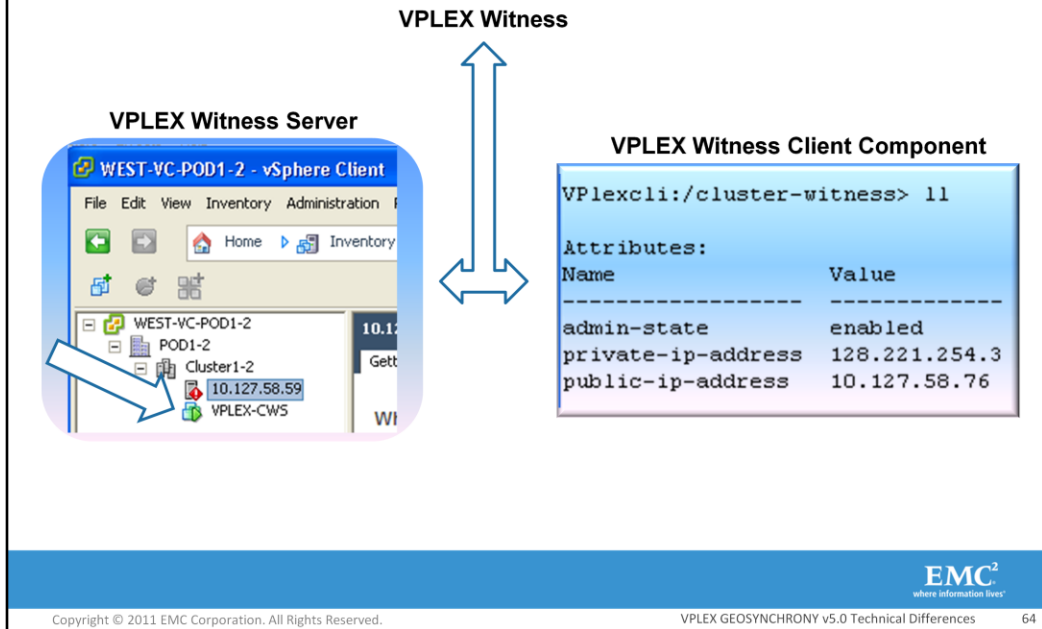 VPLEX Witness
VPLEX Witness Server
WEST-VC-POD1-2 - vSphere Client
File Edit View Inventory Administration
Home Inventory
WEST-VC-POD1-2
POD1-2
Cluster1-2
10.127.58.59
VPLEX-CWS
10.12
Gett
VPLEX Witness Client Component
VPlexcli:/cluster-witness> ll
Attributes:
Name Value
------------------ -------------
admin-state enabled
private-ip-address 128.221.254.3
public-ip-address 10.127.58.76
EMC²
where information lives®
Copyright © 2011 EMC Corporation. All Rights Reserved.
VPLEX GEOSYNCHRONY v5.0 Technical Differences 64